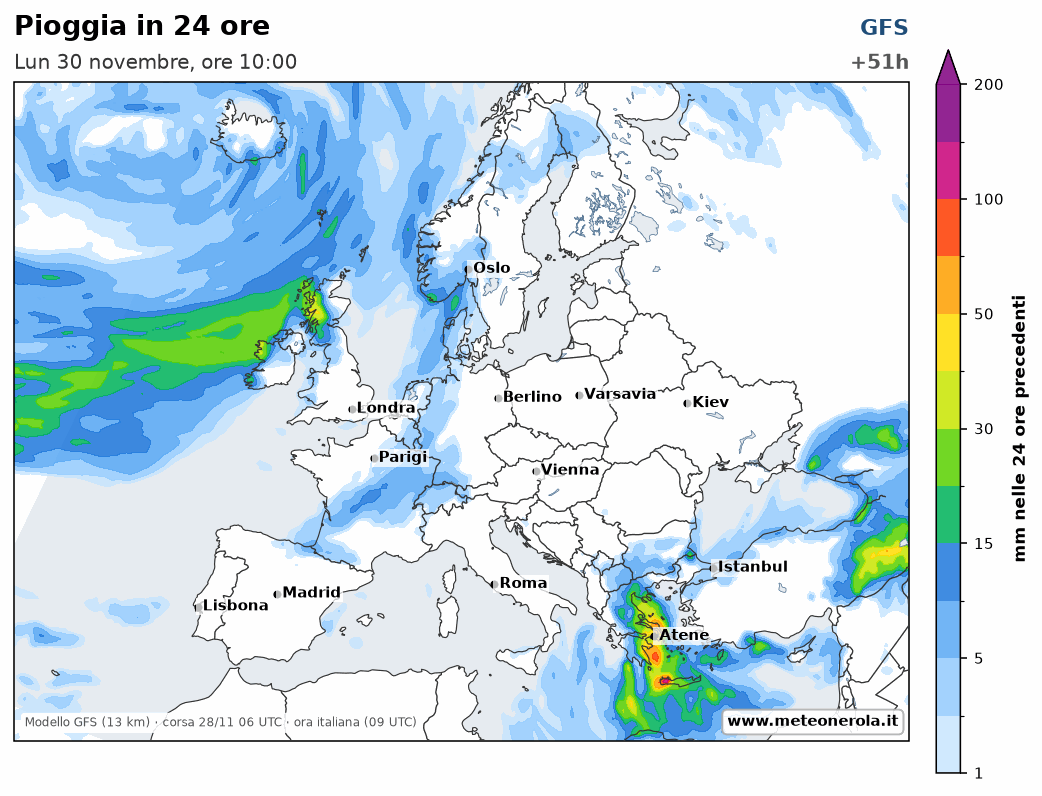 Pioggia in 24 ore
GFS
Lun 30 novembre, ore 10:00
+51h
200
100
50
30
15
5
1
mm nelle 24 ore precedenti
Oslo
Londra
Berlino
Varsavia
Kiev
Parigi
Vienna
Istanbul
Roma
Madrid
Lisbona
Atene
Modello GFS (13 km) · corsa 28/11 06 UTC · ora italiana (09 UTC)
www.meteonerola.it